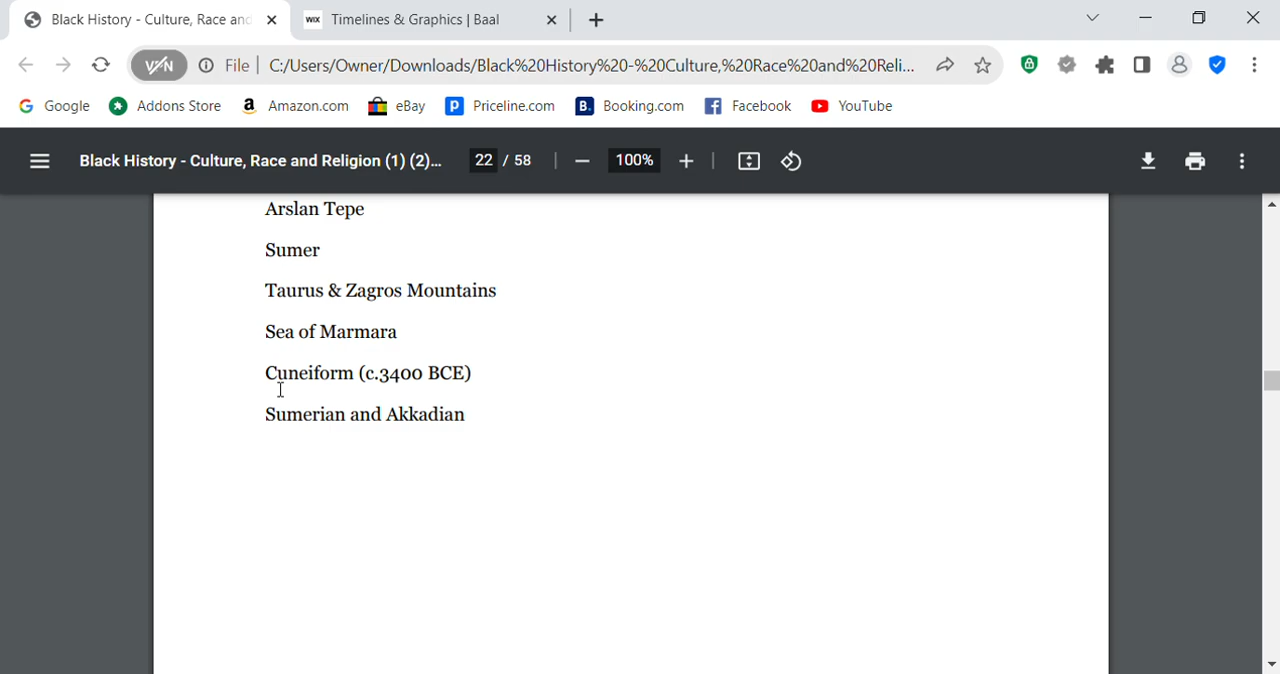 Black History - Culture, Race and
Timelines & Graphics | Baal
File C:/Users/Owner/Downloads/Black%20History%20-%20Culture,%20Race%20and%20Reli...
Google Addons Store Amazon.com eBay Priceline.com Booking.com Facebook YouTube
Black History - Culture, Race and Religion (1) (2)... 22 / 58 100%
Arslan Tepe
Sumer
Taurus & Zagros Mountains
Sea of Marmara
Cuneiform (c.3400 BCE)
Sumerian and Akkadian